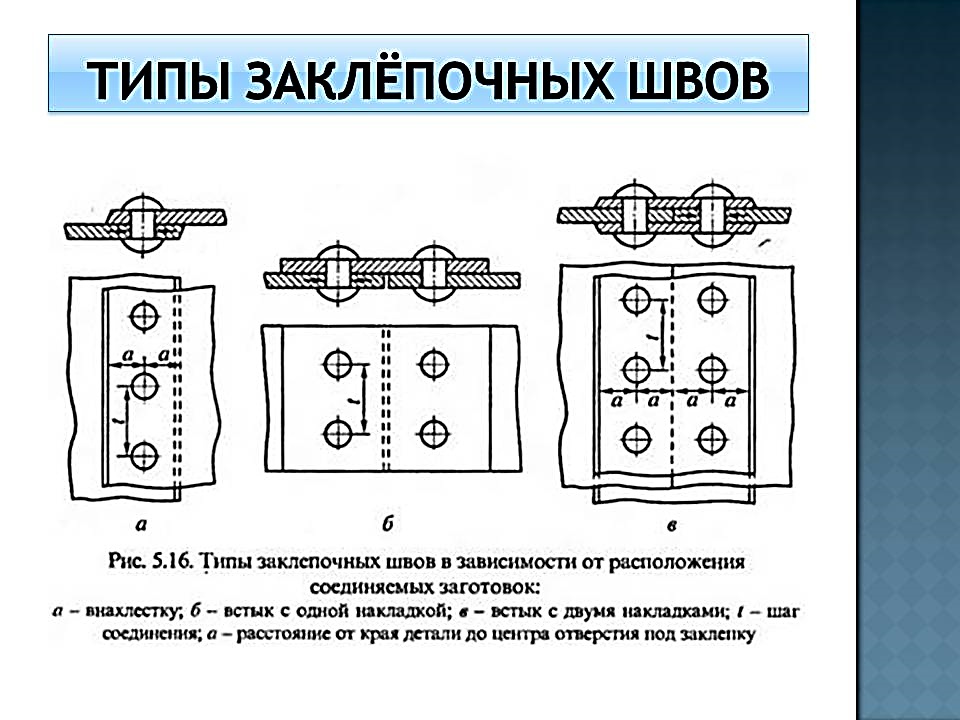 ТИПЫ ЗАКЛЁПОЧНЫХ ШВОВ
a a
t
t
t
a a a a
а б в
Рис. 5.16. Типы заклепочных швов в зависимости от расположения
соединяемых заготовок:
а – внахлестку; б – встык с одной накладкой; в – встык с двумя накладками; t – шаг
соединения; а – расстояние от края детали до центра отверстия под заклепку